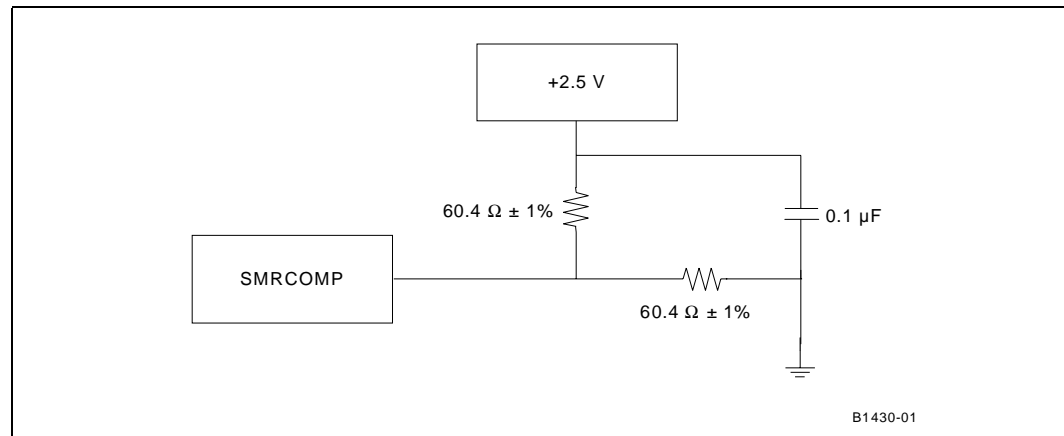 +2.5 V
60.4 Ω ± 1%
0.1 µF
SMRCOMP
60.4 Ω ± 1%
B1430-01